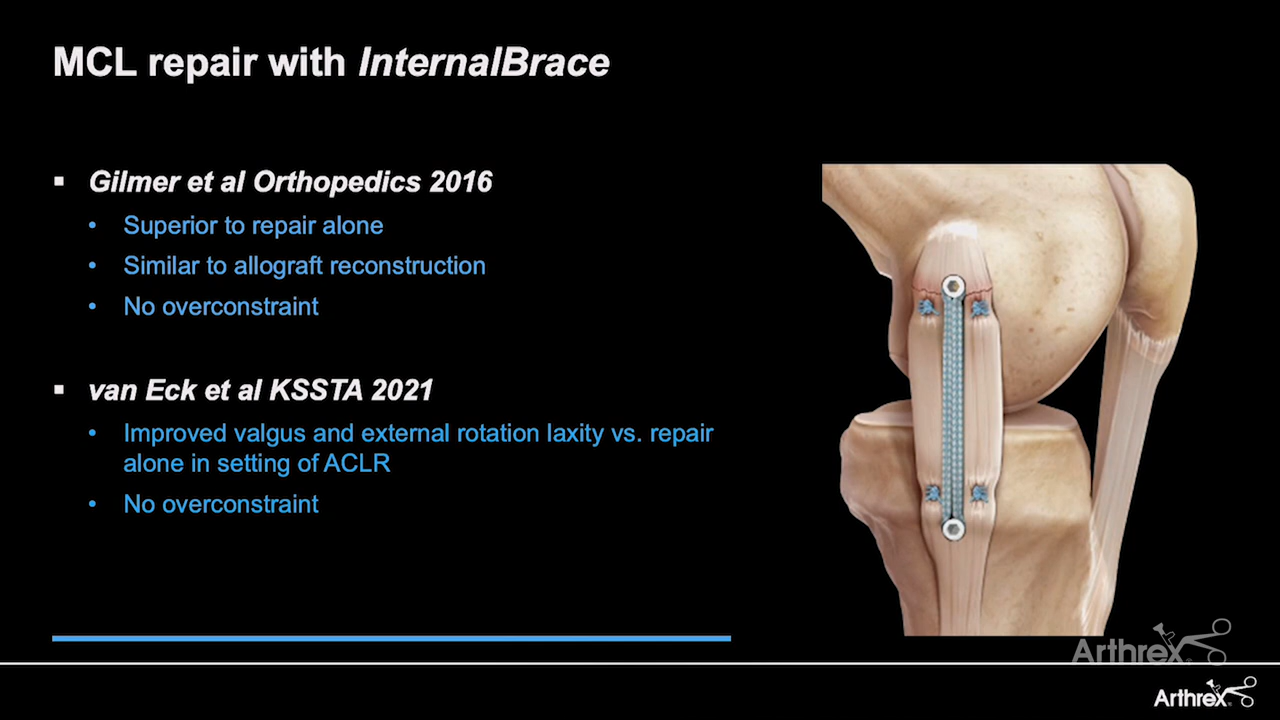 MCL repair with InternalBrace
▪ Gilmer et al Orthopedics 2016
• Superior to repair alone
• Similar to allograft reconstruction
• No overconstraint
▪ van Eck et al KSSTA 2021
• Improved valgus and external rotation laxity vs. repair
alone in setting of ACLR
• No overconstraint
Arthrex
Arthrex